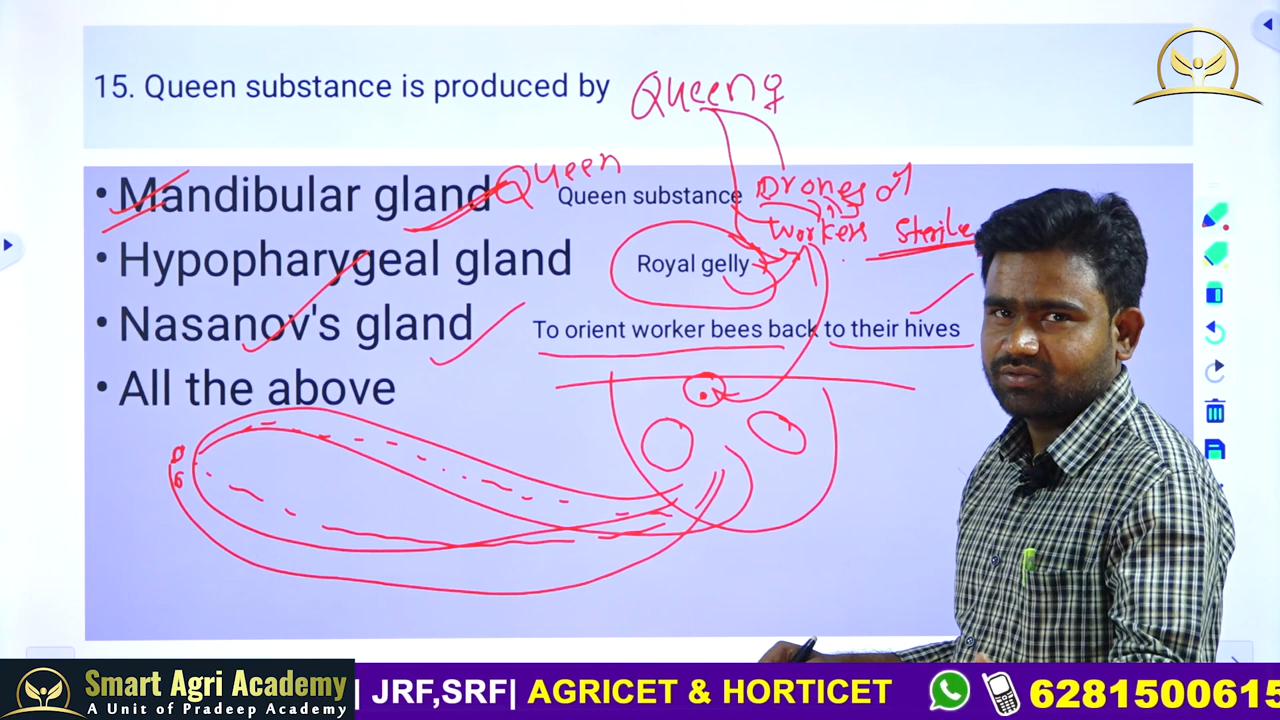 15. Queen substance is produced by Queen ♀
• Mandibular gland Queen Queen substance Drones ♂
Workers Sterile
• Hypopharygeal gland Royal gelly
• Nasanov's gland To orient worker bees back to their hives
• All the above
Smart Agri Academy
A Unit of Pradeep Academy
| JRF,SRF| AGRICET & HORTICET 6281500615